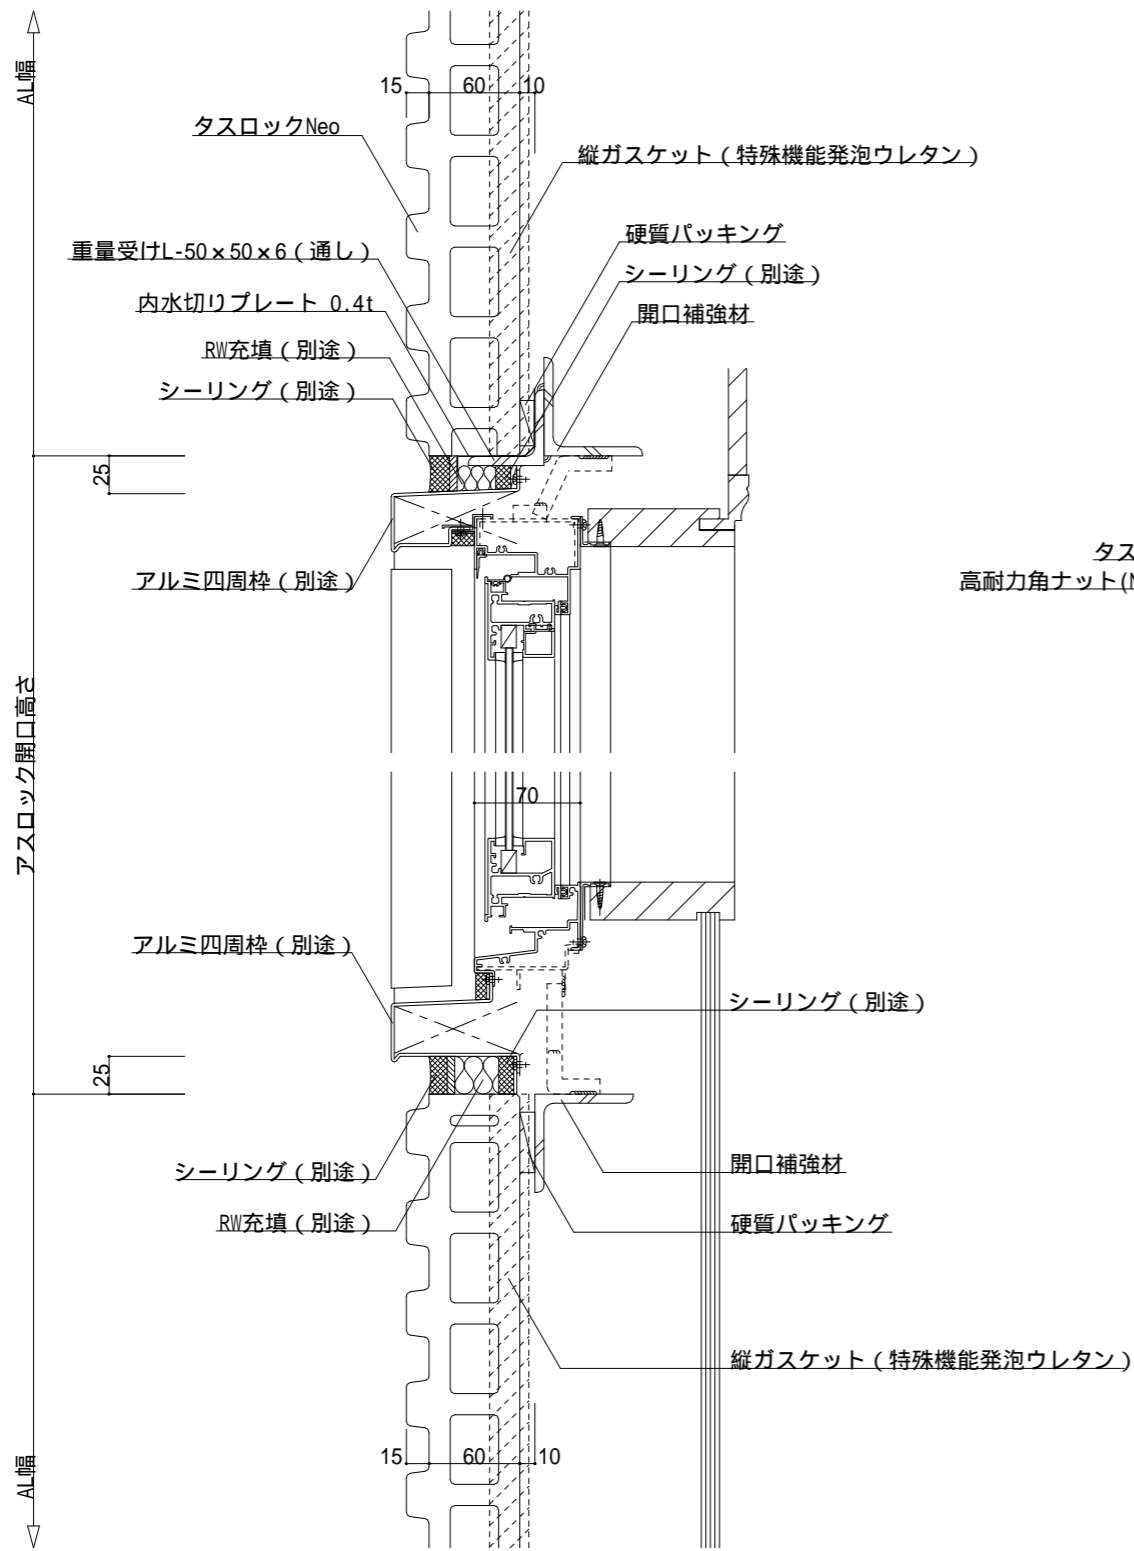 AL幅
15
60
10
タスロックNeo
縦ガスケット(特殊機能発泡ウレタン)
硬質パッキング
重量受けL-50×50×6(通し)
シーリング(別途)
内水切りプレート 0.4t
開口補強材
RW充填(別途)
シーリング(別途)
25
タス
アルミ四周枠(別途)
高耐力角ナット(
アスロック開口高さ
70
アルミ四周枠(別途)
シーリング(別途)
25
シーリング(別途)
開口補強材
RW充填(別途)
硬質パッキング
縦ガスケット(特殊機能発泡ウレタン)
15
60
10
AL幅